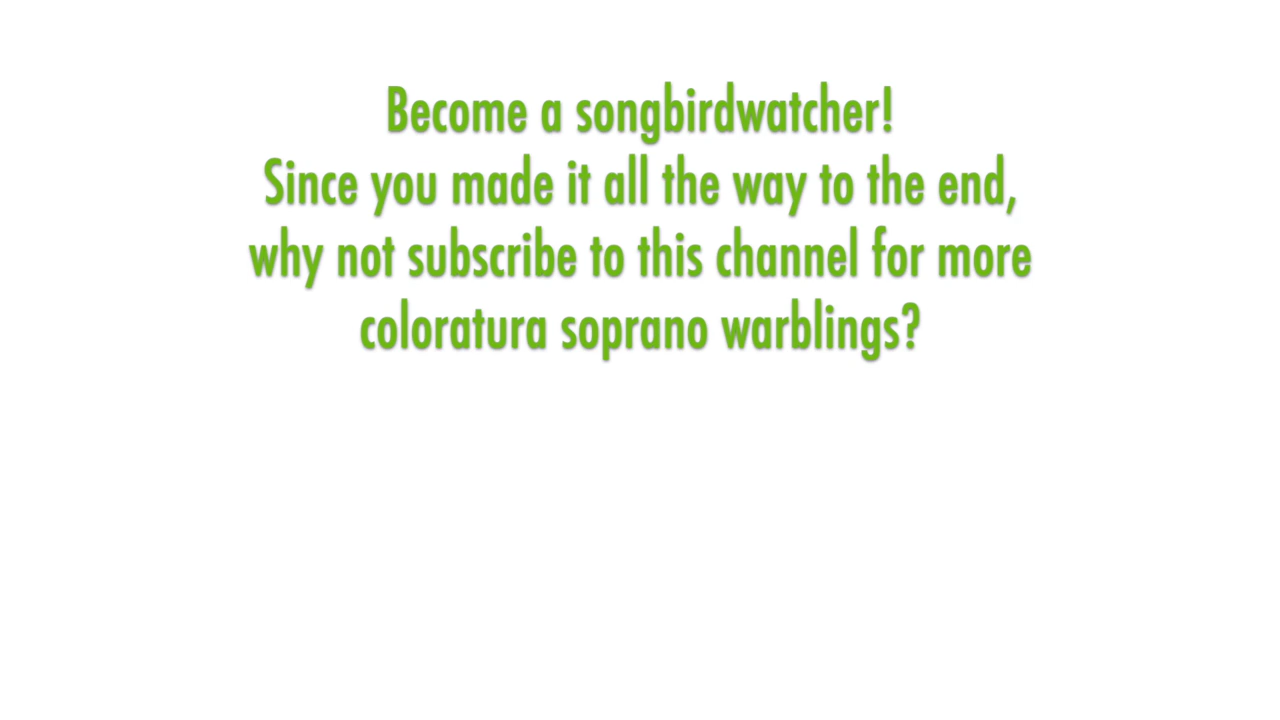 Become a songbirdwatcher!
Since you made it all the way to the end,
why not subscribe to this channel for more
coloratura soprano warblings?